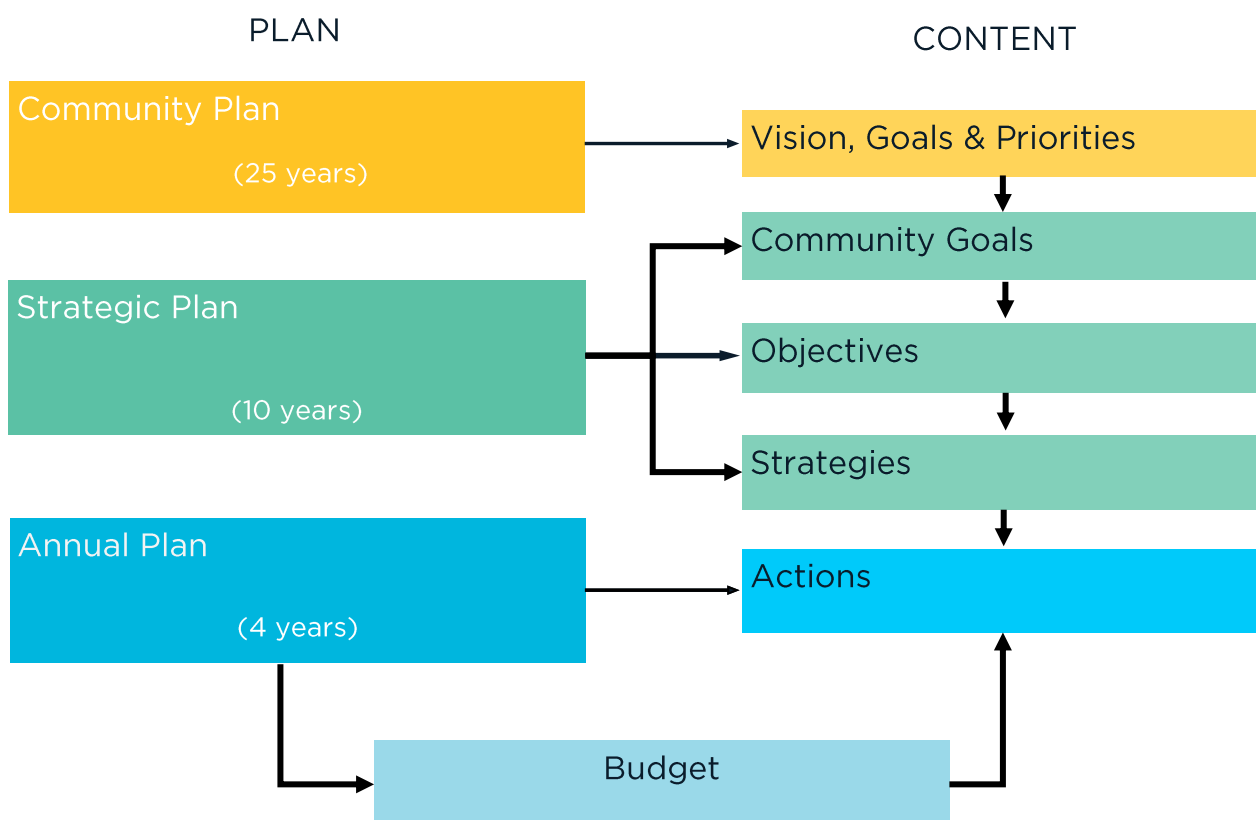 PLAN
CONTENT
Community Plan
(25 years)
Vision, Goals & Priorities
Community Goals
Strategic Plan
(10 years)
Objectives
Strategies
Annual Plan
(4 years)
Actions
Budget